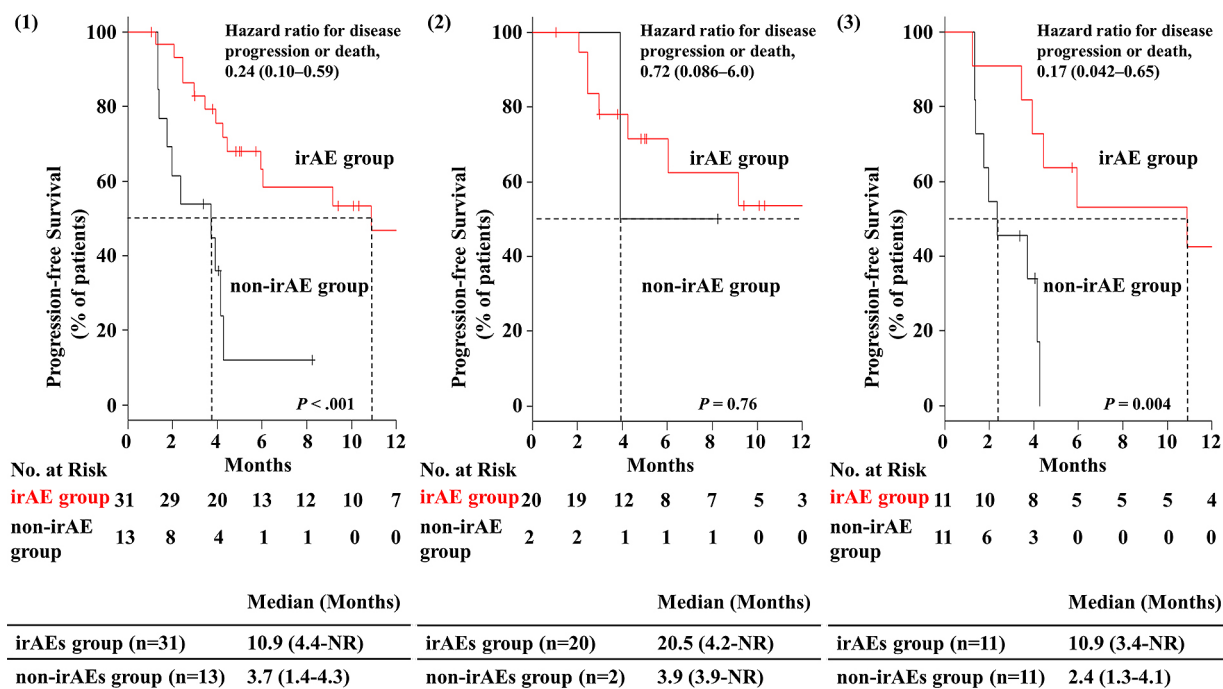 (1)
Hazard ratio for disease
progression or death,
0.24 (0.10–0.59)
100
80
60
40
20
0
Progression-free Survival
(% of patients)
irAE group
non-irAE group
P < .001
0 2 4 6 8 10 12
(2)
Hazard ratio for disease
progression or death,
0.72 (0.086–6.0)
100
80
60
40
20
0
Progression-free Survival
(% of patients)
irAE group
non-irAE group
P = 0.76
0 2 4 6 8 10 12
(3)
Hazard ratio for disease
progression or death,
0.17 (0.042–0.65)
100
80
60
40
20
0
Progression-free Survival
(% of patients)
irAE group
non-irAE group
P = 0.004
0 2 4 6 8 10 12
No. at Risk
Months
irAE group 31 29 20 13 12 10 7
non-irAE
group
13 8 4 1 1 0 0
No. at Risk
Months
irAE group 20 19 12 8 7 5 3
non-irAE
group
2 2 1 1 1 0 0
No. at Risk
Months
irAE group 11 10 8 5 5 5 4
non-irAE
group
11 6 3 0 0 0 0
Median (Months)
irAEs group (n=31) 10.9 (4.4-NR)
non-irAEs group (n=13) 3.7 (1.4-4.3)
Median (Months)
irAEs group (n=20) 20.5 (4.2-NR)
non-irAEs group (n=2) 3.9 (3.9-NR)
Median (Months)
irAEs group (n=11) 10.9 (3.4-NR)
non-irAEs group (n=11) 2.4 (1.3-4.1)